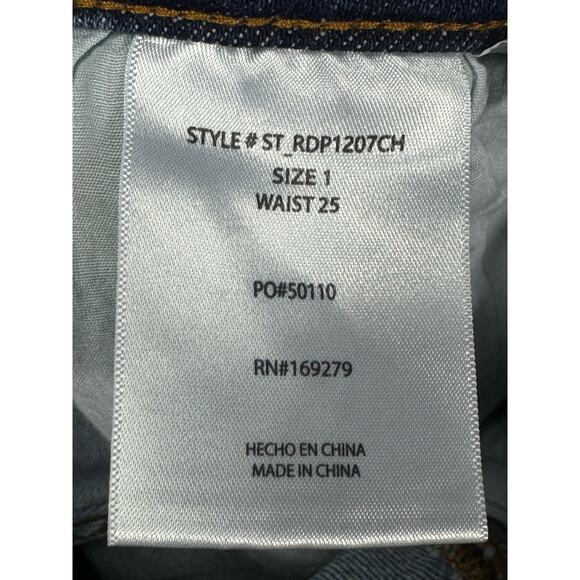 STYLE # ST_RDP1207CH
SIZE 1
WAIST 25
PO#50110
RN#169279
HECHO EN CHINA
MADE IN CHINA